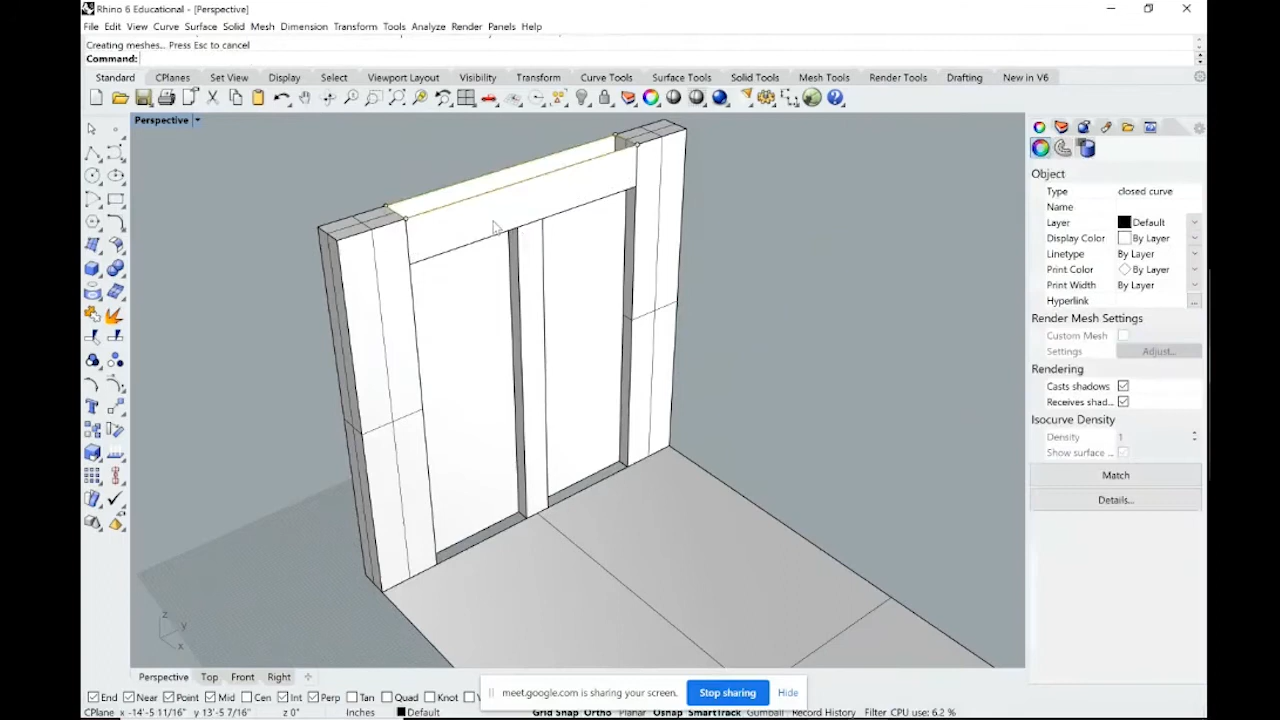 Rhino 6 Educational - [Perspective]
File Edit View Curve Surface Solid Mesh Dimension Transform Tools Analyze Render Panels Help
Creating meshes... Press Esc to cancel
Command:
Standard CPlanes Set View Display Select Viewport Layout Visibility Transform Curve Tools Surface Tools Solid Tools Mesh Tools Render Tools Drafting New in V6
Perspective
Object
Type closed curve
Name
Layer Default
Display Color By Layer
Linetype By Layer
Print Color By Layer
Print Width By Layer
Hyperlink ...
Render Mesh Settings
Custom Mesh
Settings Adjust...
Rendering
Casts shadows
Receives shad...
Isocurve Density
Density 1
Show surface ...
Match
Details...
z
y
x
Perspective Top Front Right
meet.google.com is sharing your screen. Stop sharing Hide
End Near Point Mid Cen Int Perp Tan Quad Knot
CPlane x -14'-5 11/16" y 13'-5 7/16" z 0" Inches Default Grid Snap Ortho Planar Osnap SmartTrack Gumball Record History Filter CPU use: 6.2 %